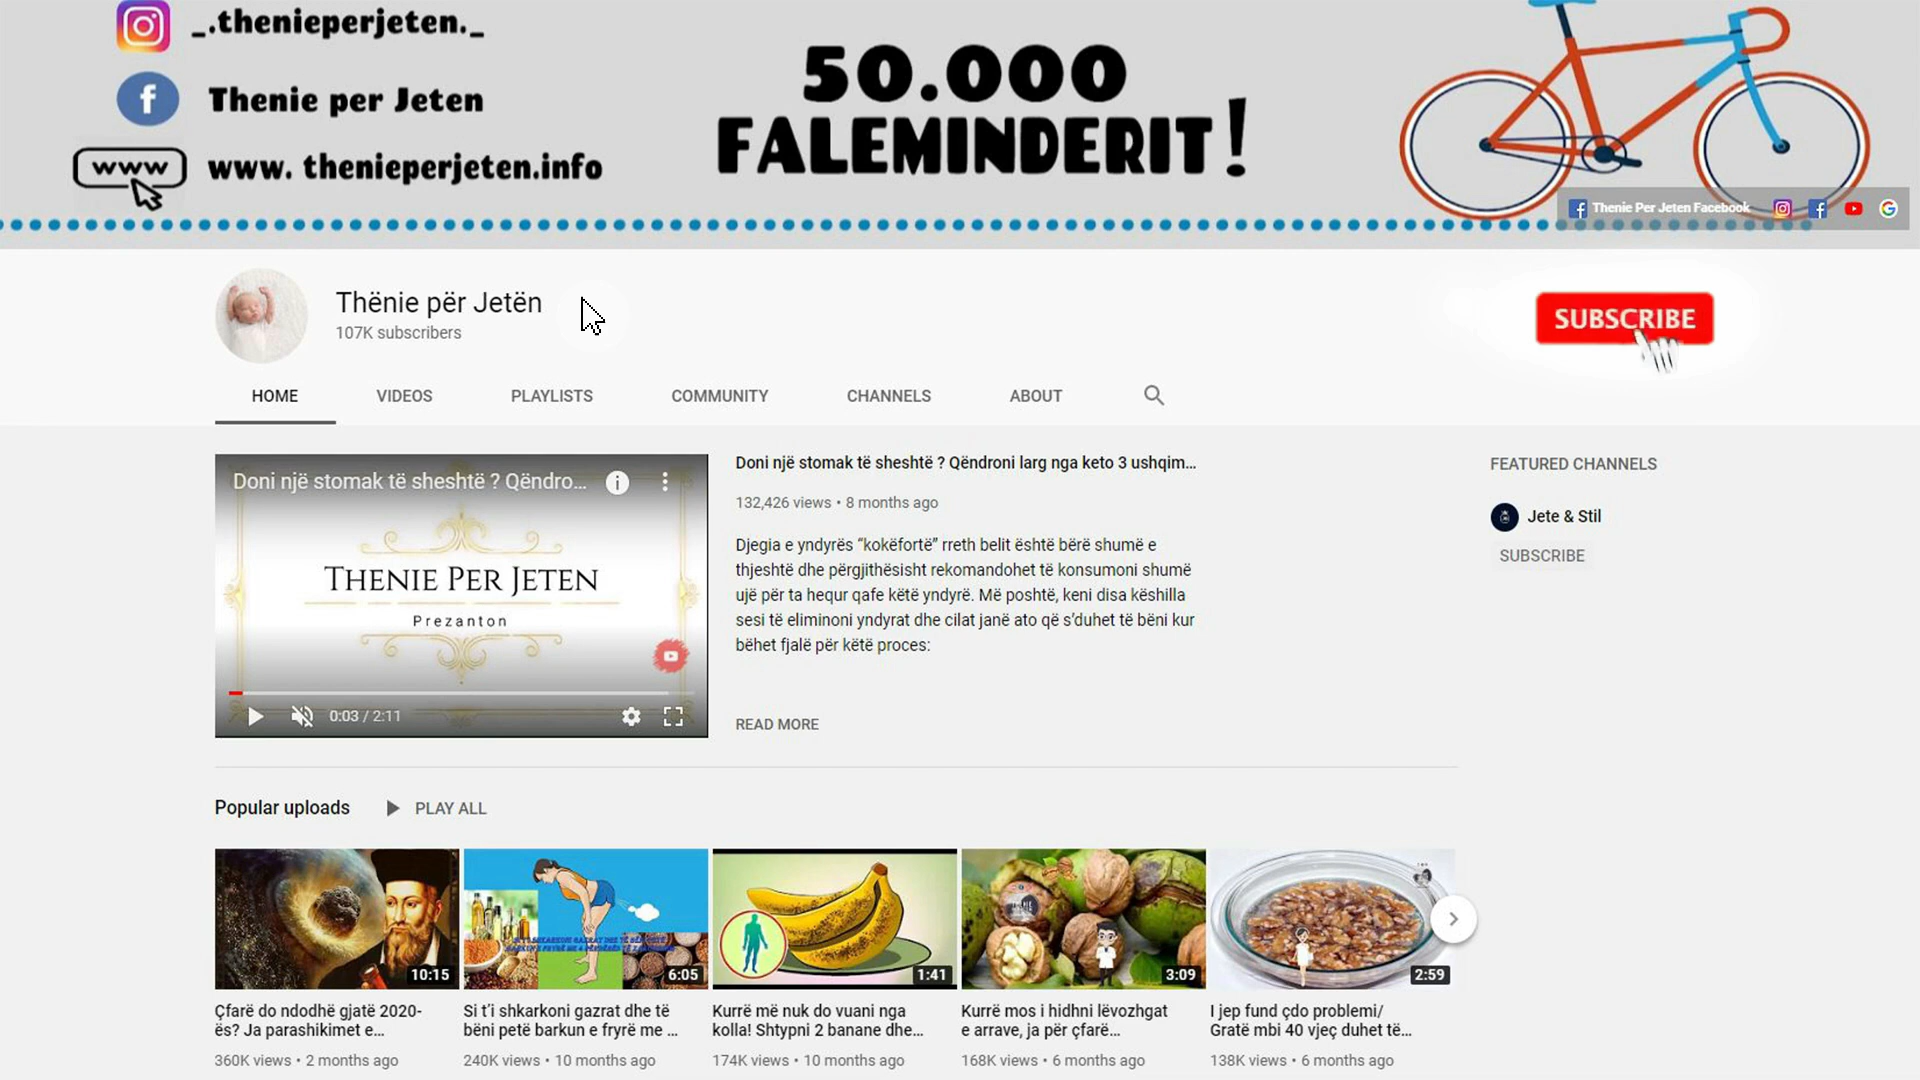 _.thenieperjeten._
Thenie per Jeten
www
www. thenieperjeten.info
50.000
FALEMINDERIT!
Thenie Per Jeten Facebook
Thënie për Jetën
107K subscribers
SUBSCRIBE
HOME
VIDEOS
PLAYLISTS
COMMUNITY
CHANNELS
ABOUT
Doni një stomak të sheshtë ? Qëndro...
THENIE PER JETEN
Prezanton
0:03 / 2:11
Doni një stomak të sheshtë ? Qëndroni larg nga keto 3 ushqim...
132,426 views • 8 months ago
Djegia e yndyrës “kokëfortë” rreth belit është bërë shumë e
thjeshtë dhe përgjithësisht rekomandohet të konsumoni shumë
ujë për ta hequr qafe këtë yndyrë. Më poshtë, keni disa këshilla
sesi të eliminoni yndyrat dhe cilat janë ato që s’duhet të bëni kur
bëhet fjalë për këtë proces:
READ MORE
FEATURED CHANNELS
Jete & Stil
SUBSCRIBE
Popular uploads
PLAY ALL
10:15
6:05
1:41
3:09
2:59
Çfarë do ndodhë gjatë 2020-
ës? Ja parashikimet e...
360K views • 2 months ago
Si t’i shkarkoni gazrat dhe të
bëni petë barkun e fryrë me ...
240K views • 10 months ago
Kurrë më nuk do vuani nga
kolla! Shtypni 2 banane dhe...
174K views • 10 months ago
Kurrë mos i hidhni lëvozhgat
e arrave, ja për çfarë...
168K views • 6 months ago
I jep fund çdo problemi/
Gratë mbi 40 vjeç duhet të...
138K views • 6 months ago